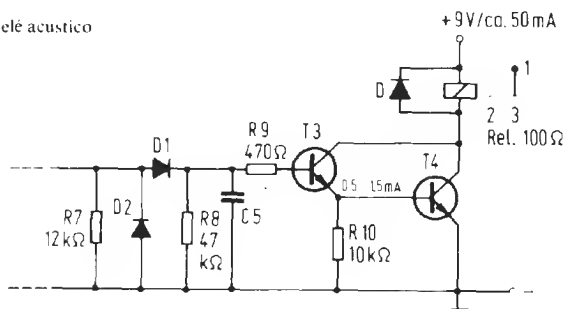 elé acustico
+9V/ca. 50mA
D
1
2 3
Rel. 100Ω
D1
R9
470Ω
T3
T4
R7
12kΩ
D2
R8
47
kΩ
C5
0.5 1.5mA
R10
10kΩ